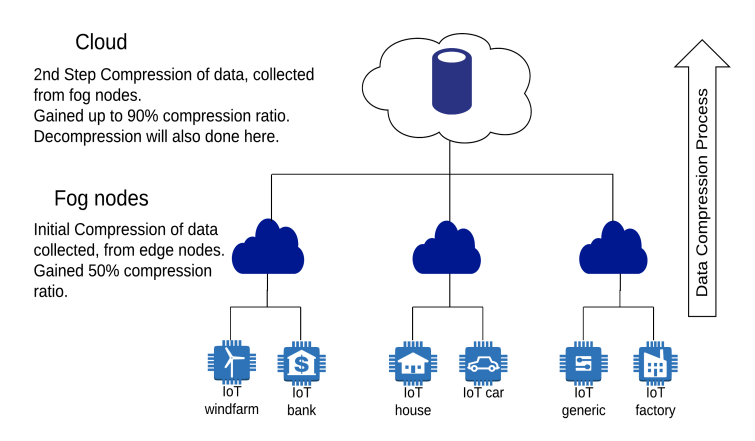 Cloud
2nd Step Compression of data, collected
from fog nodes.
Gained up to 90% compression ratio.
Decompression will also done here.
Data Compression Process
Fog nodes
Initial Compression of data
collected, from edge nodes.
Gained 50% compression
ratio.
IoT
windfarm
IoT
bank
IoT
house
IoT car
IoT
generic
IoT
factory
$